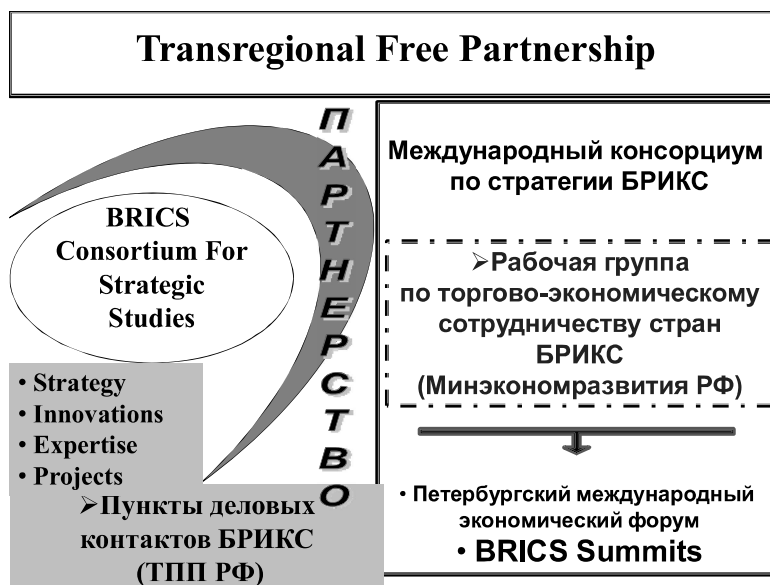 Transregional Free Partnership
BRICS
Consortium For
Strategic
Studies
• Strategy
• Innovations
• Expertise
• Projects
➢Пункты деловых
контактов БРИКС
(ТПП РФ)
ПАРТНЕРСТВО
Международный консорциум
по стратегии БРИКС
➢Рабочая группа
по торгово-экономическому
сотрудничеству стран
БРИКС
(Минэкономразвития РФ)
• Петербургский международный
экономический форум
• BRICS Summits